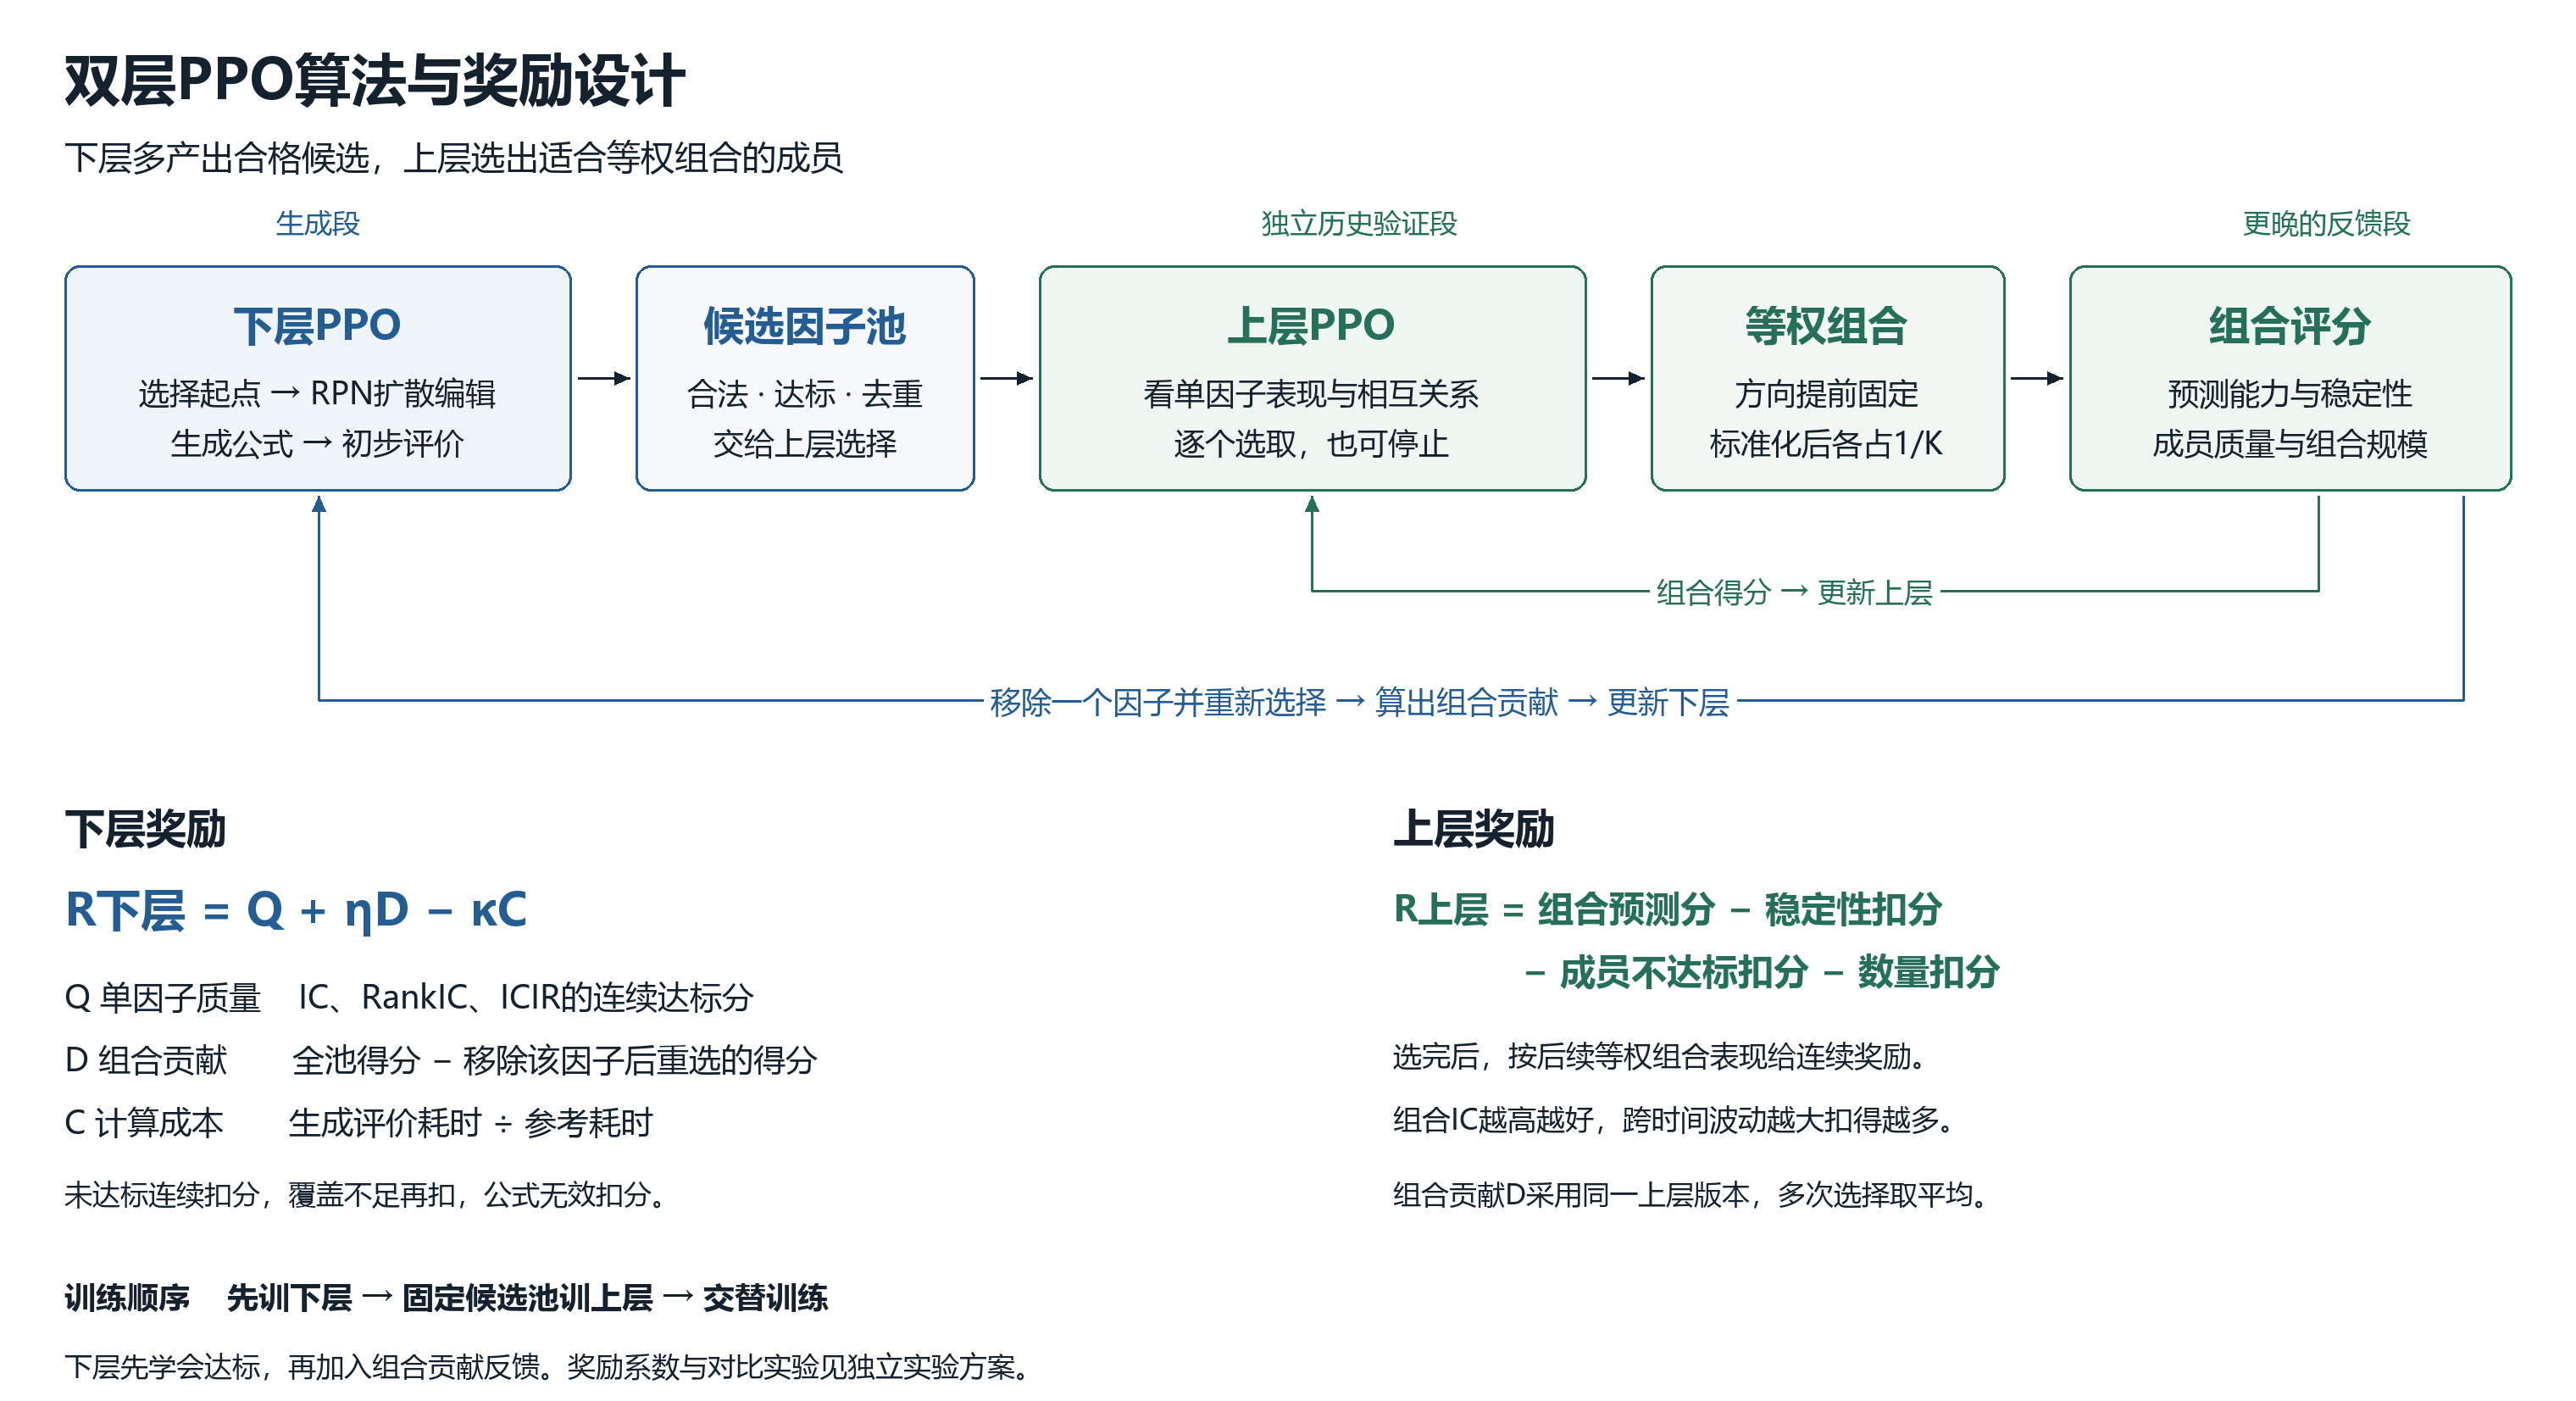 双层PPO算法与奖励设计
下层多产出合格候选，上层选出适合等权组合的成员
生成段
独立历史验证段
更晚的反馈段
下层PPO
选择起点 → RPN扩散编辑
生成公式 → 初步评价
候选因子池
合法 · 达标 · 去重
交给上层选择
上层PPO
看单因子表现与相互关系
逐个选取，也可停止
等权组合
方向提前固定
标准化后各占1/K
组合评分
预测能力与稳定性
成员质量与组合规模
组合得分 → 更新上层
移除一个因子并重新选择 → 算出组合贡献 → 更新下层
下层奖励
R下层 = Q + ηD − κC
Q 单因子质量 IC、RankIC、ICIR的连续达标分
D 组合贡献 全池得分 − 移除该因子后重选的得分
C 计算成本 生成评价耗时 ÷ 参考耗时
未达标连续扣分，覆盖不足再扣，公式无效扣分。
上层奖励
R上层 = 组合预测分 − 稳定性扣分
− 成员不达标扣分 − 数量扣分
选完后，按后续等权组合表现给连续奖励。
组合IC越高越好，跨时间波动越大扣得越多。
组合贡献D采用同一上层版本，多次选择取平均。
训练顺序 先训下层 → 固定候选池训上层 → 交替训练
下层先学会达标，再加入组合贡献反馈。奖励系数与对比实验见独立实验方案。